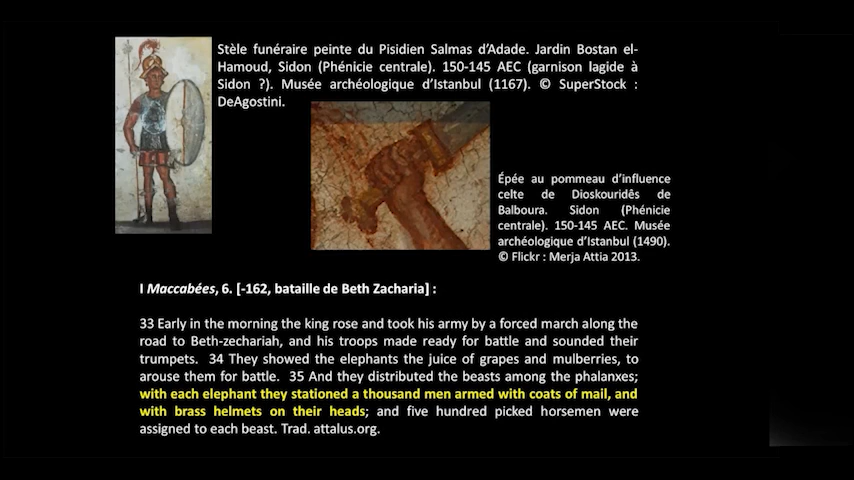 Stèle funéraire peinte du Pisidien Salmas d’Adade. Jardin Bostan el-
Hamoud, Sidon (Phénicie centrale). 150-145 AEC (garnison lagide à
Sidon ?). Musée archéologique d’Istanbul (1167). © SuperStock :
DeAgostini.
Épée au pommeau d’influence
celte de Dioskouridês de
Balboura. Sidon (Phénicie
centrale). 150-145 AEC. Musée
archéologique d’Istanbul (1490).
© Flickr : Merja Attia 2013.
I Maccabées, 6. [-162, bataille de Beth Zacharia] :
33 Early in the morning the king rose and took his army by a forced march along the
road to Beth-zechariah, and his troops made ready for battle and sounded their
trumpets. 34 They showed the elephants the juice of grapes and mulberries, to
arouse them for battle. 35 And they distributed the beasts among the phalanxes;
with each elephant they stationed a thousand men armed with coats of mail, and
with brass helmets on their heads; and five hundred picked horsemen were
assigned to each beast. Trad. attalus.org.